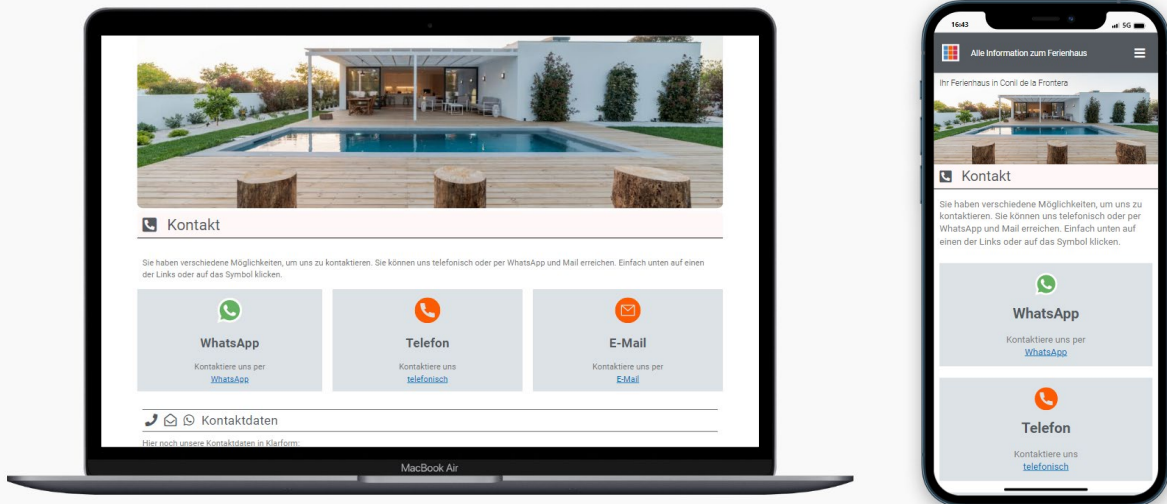 Kontakt
Sie haben verschiedene Möglichkeiten, um uns zu kontaktieren. Sie können uns telefonisch oder per WhatsApp und Mail erreichen. Einfach unten auf einen
der Links oder auf das Symbol klicken.
WhatsApp
Kontaktiere uns per
WhatsApp
Telefon
Kontaktiere uns
telefonisch
E-Mail
Kontaktiere uns per
E-Mail
Kontaktdaten
Hier noch unsere Kontaktdaten in Klarform:
MacBook Air
16:43
5G
Alle Information zum Ferienhaus
Ihr Ferienhaus in Conil de la Frontera
Kontakt
Sie haben verschiedene Möglichkeiten, um uns zu
kontaktieren. Sie können uns telefonisch oder per
WhatsApp und Mail erreichen. Einfach unten auf
einen der Links oder auf das Symbol klicken.
WhatsApp
Kontaktiere uns per
WhatsApp
Telefon
Kontaktiere uns
telefonisch